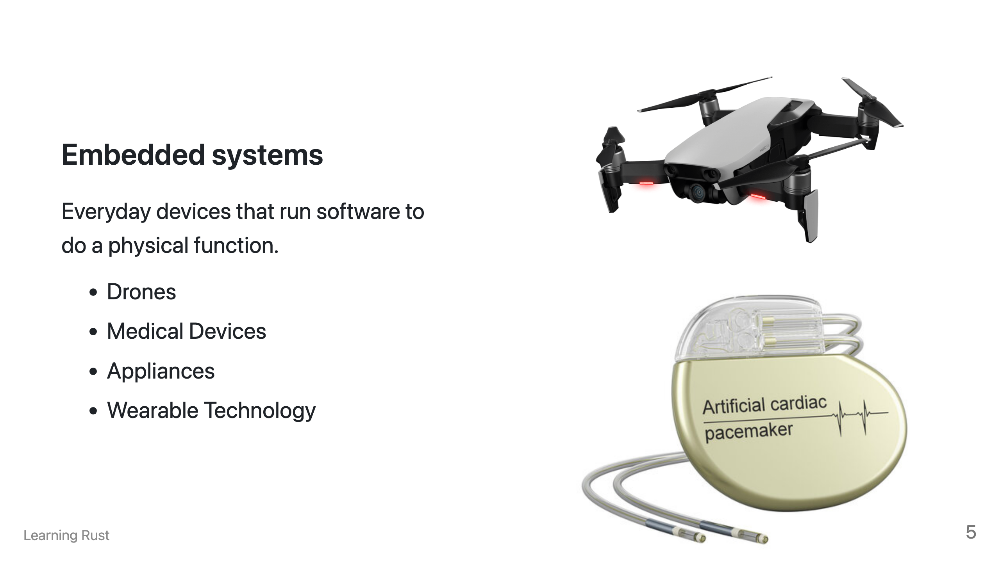 Embedded systems
Everyday devices that run software to
do a physical function.
• Drones
• Medical Devices
• Appliances
• Wearable Technology
Artificial cardiac
pacemaker
Learning Rust
5